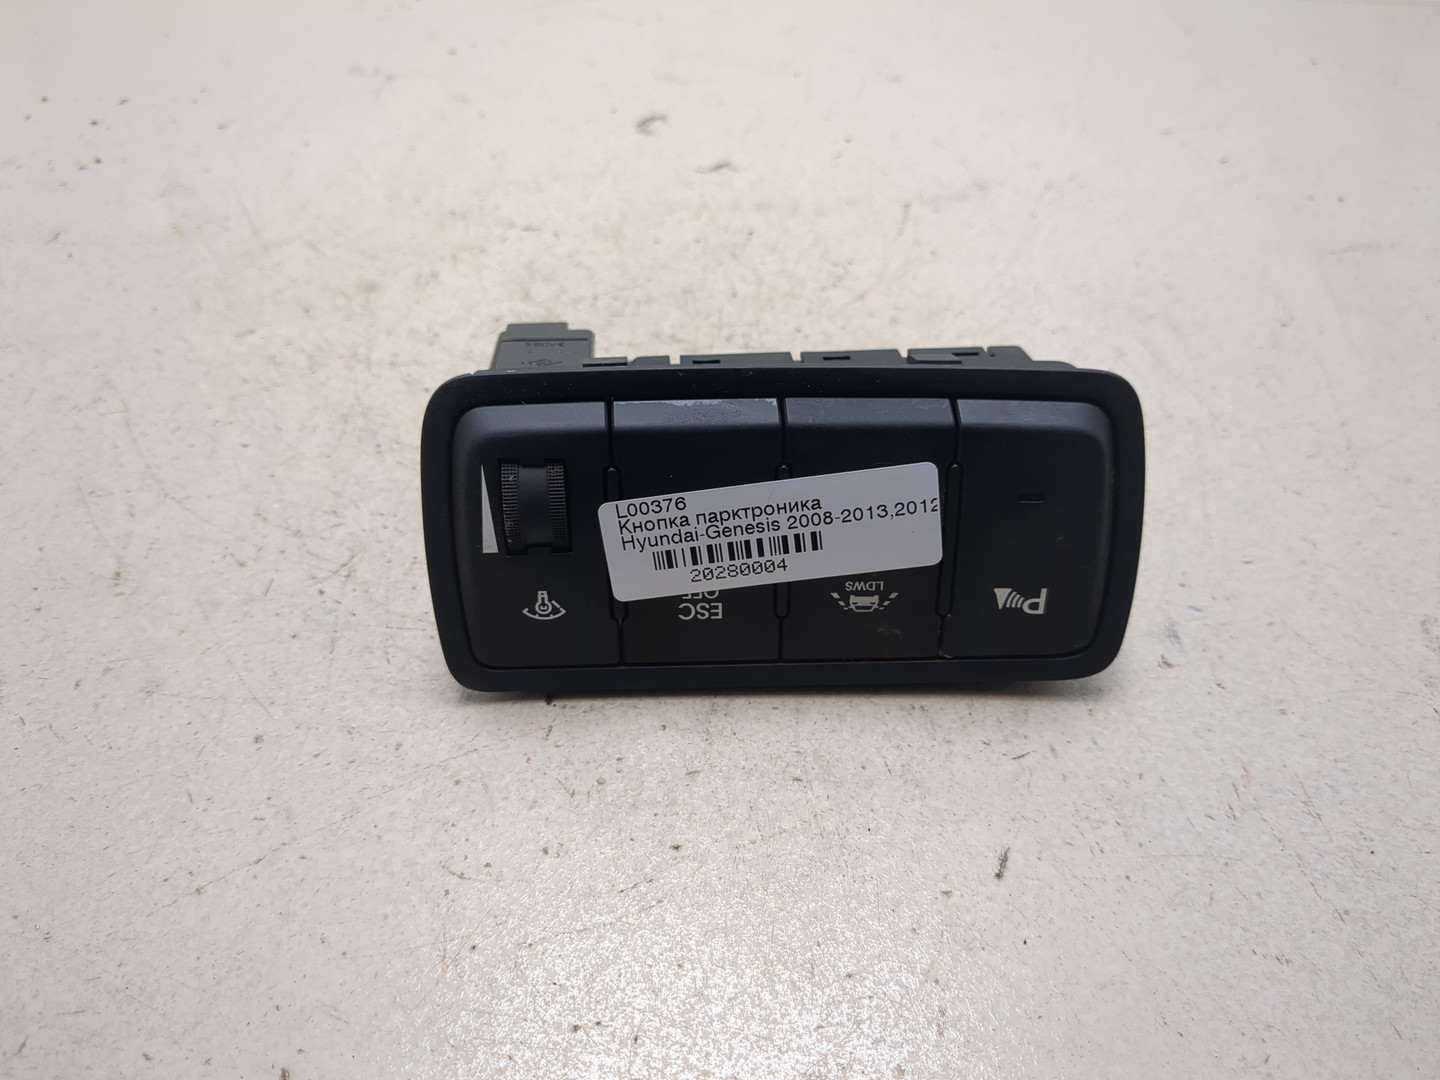 L00376
Кнопка парктроника
Hyundai-Genesis 2008-2013,2012
20280004
LDWS
OFF
ESC
P